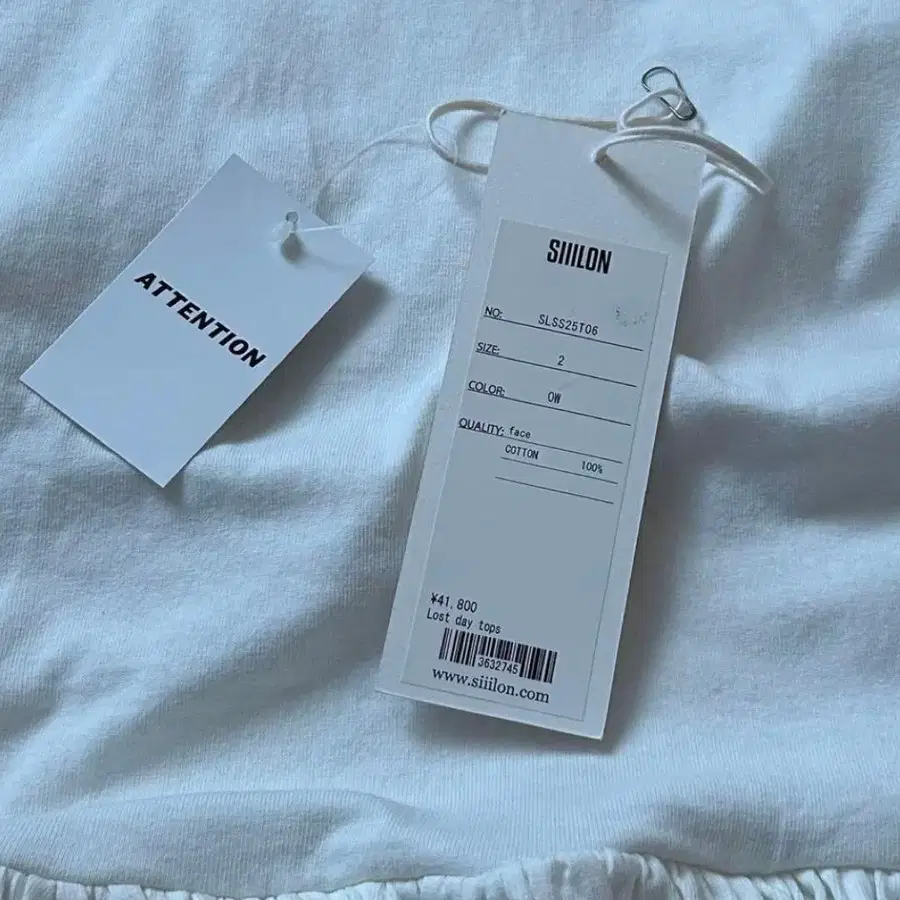 ATTENTION
SIIILON
NO: SLSS25T06
SIZE: 2
COLOR: OW
QUALITY: face
COTTON 100%
¥41,800
Lost day tops
3632745
www.siiilon.com